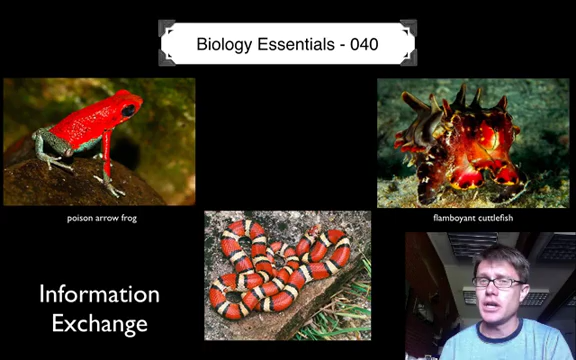 Biology Essentials - 040
poison arrow frog
flamboyant cuttlefish
Information
Exchange